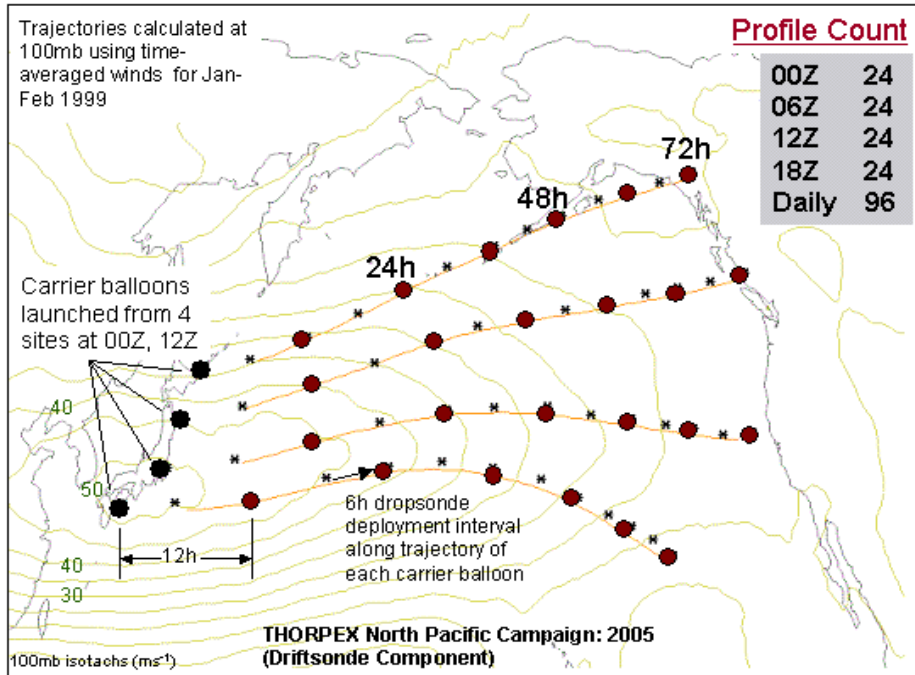 Trajectories calculated at
100mb using time-
averaged winds for Jan-
Feb 1999
Profile Count
00Z 24
06Z 24
12Z 24
18Z 24
Daily 96
72h
48h
24h
Carrier balloons
launched from 4
sites at 00Z, 12Z
40
50
40
30
12h
6h dropsonde
deployment interval
along trajectory of
each carrier balloon
THORPEX North Pacific Campaign: 2005
(Driftsonde Component)
100mb isotachs (ms⁻¹)